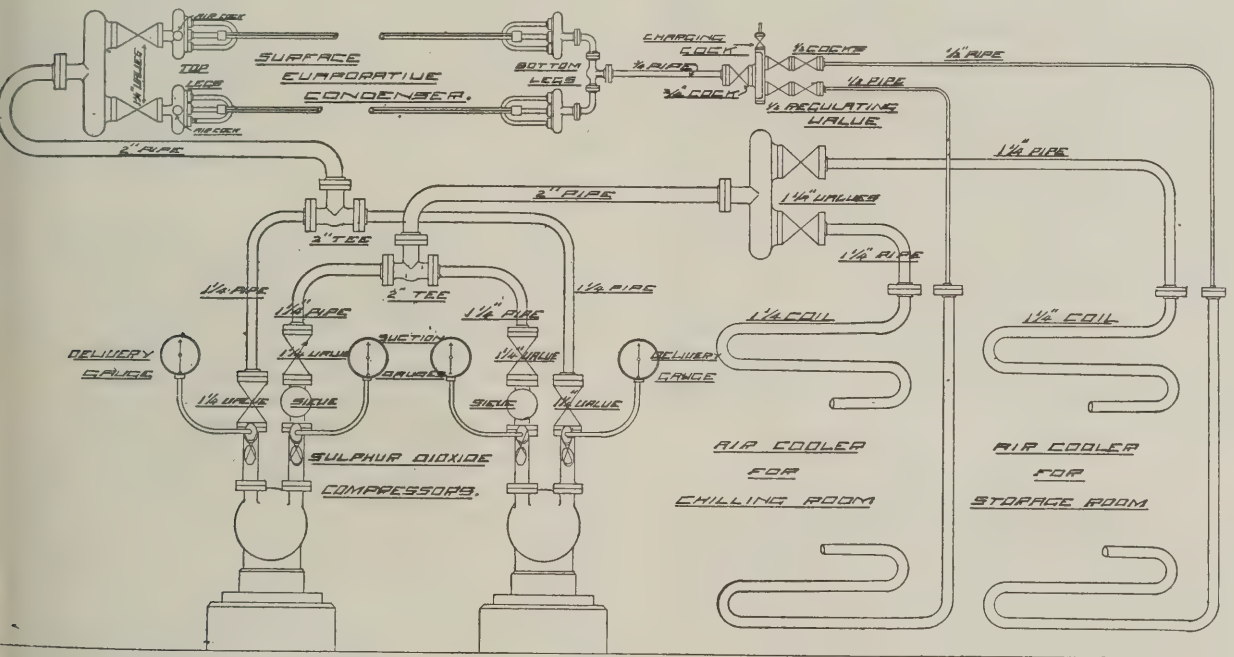 AIR COCK
1¼" VALVES
TOP
LEGS
AIR COCK
SURFACE
EVAPORATIVE
CONDENSER.
BOTTOM
LEGS
CHARGING
COCK
¾" PIPE
¾" COCK
½ COCKS
½" PIPE
½ PIPE
½ REGULATING
VALVE
2" PIPE
2" PIPE
1¼" PIPE
1¼" VALVES
1¼" PIPE
2" TEE
2" TEE
1¼ PIPE
1¼" PIPE
1¼" PIPE
1¼ PIPE
1¼ COIL
1¼" COIL
DELIVERY
GAUGE
1¼ VALVE
SUCTION
GAUGES
1¼" VALVE
DELIVERY
GAUGE
1¼ VALVE
SIEVE
SIEVE
1¼" VALVE
SULPHUR DIOXIDE
COMPRESSORS.
AIR COOLER
FOR
CHILLING ROOM
AIR COOLER
FOR
STORAGE ROOM